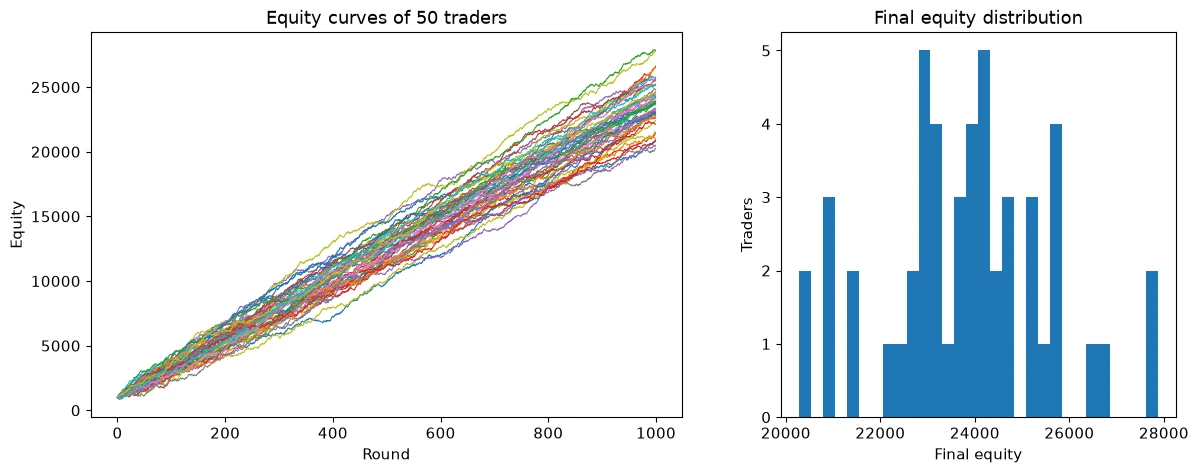 Equity curves of 50 traders
Equity
25000
20000
15000
10000
5000
0
0 200 400 600 800 1000
Round
Final equity distribution
Traders
5
4
3
2
1
0
20000 22000 24000 26000 28000
Final equity